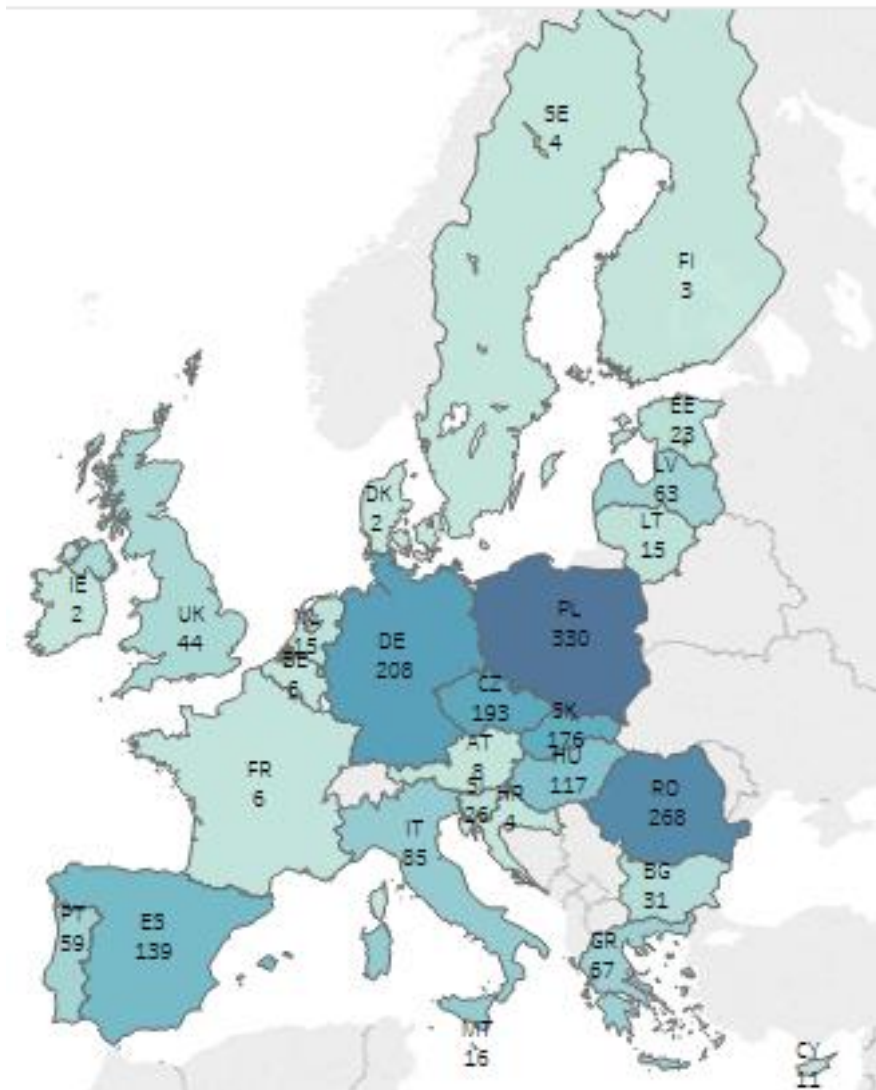 SE
4
FI
3
EE
23
LV
63
LT
15
DK
2
IE
2
UK
44
NL
15
BE
6
DE
208
PL
330
CZ
193
SK
176
AT
8
HU
117
SI
26
HR
4
FR
6
IT
85
RO
268
BG
31
PT
59
ES
139
GR
67
MT
16
CY
11